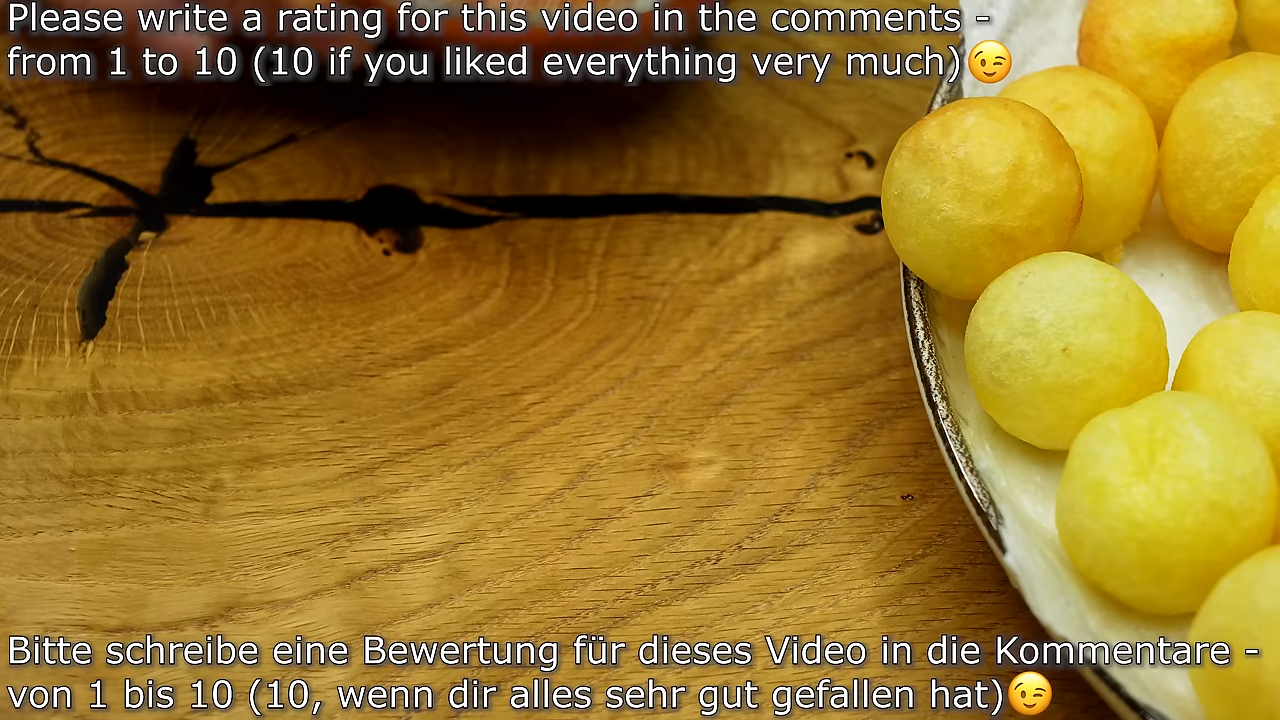 Please write a rating for this video in the comments -
from 1 to 10 (10 if you liked everything very much)😉
Bitte schreibe eine Bewertung für dieses Video in die Kommentare -
von 1 bis 10 (10, wenn dir alles sehr gut gefallen hat)😉